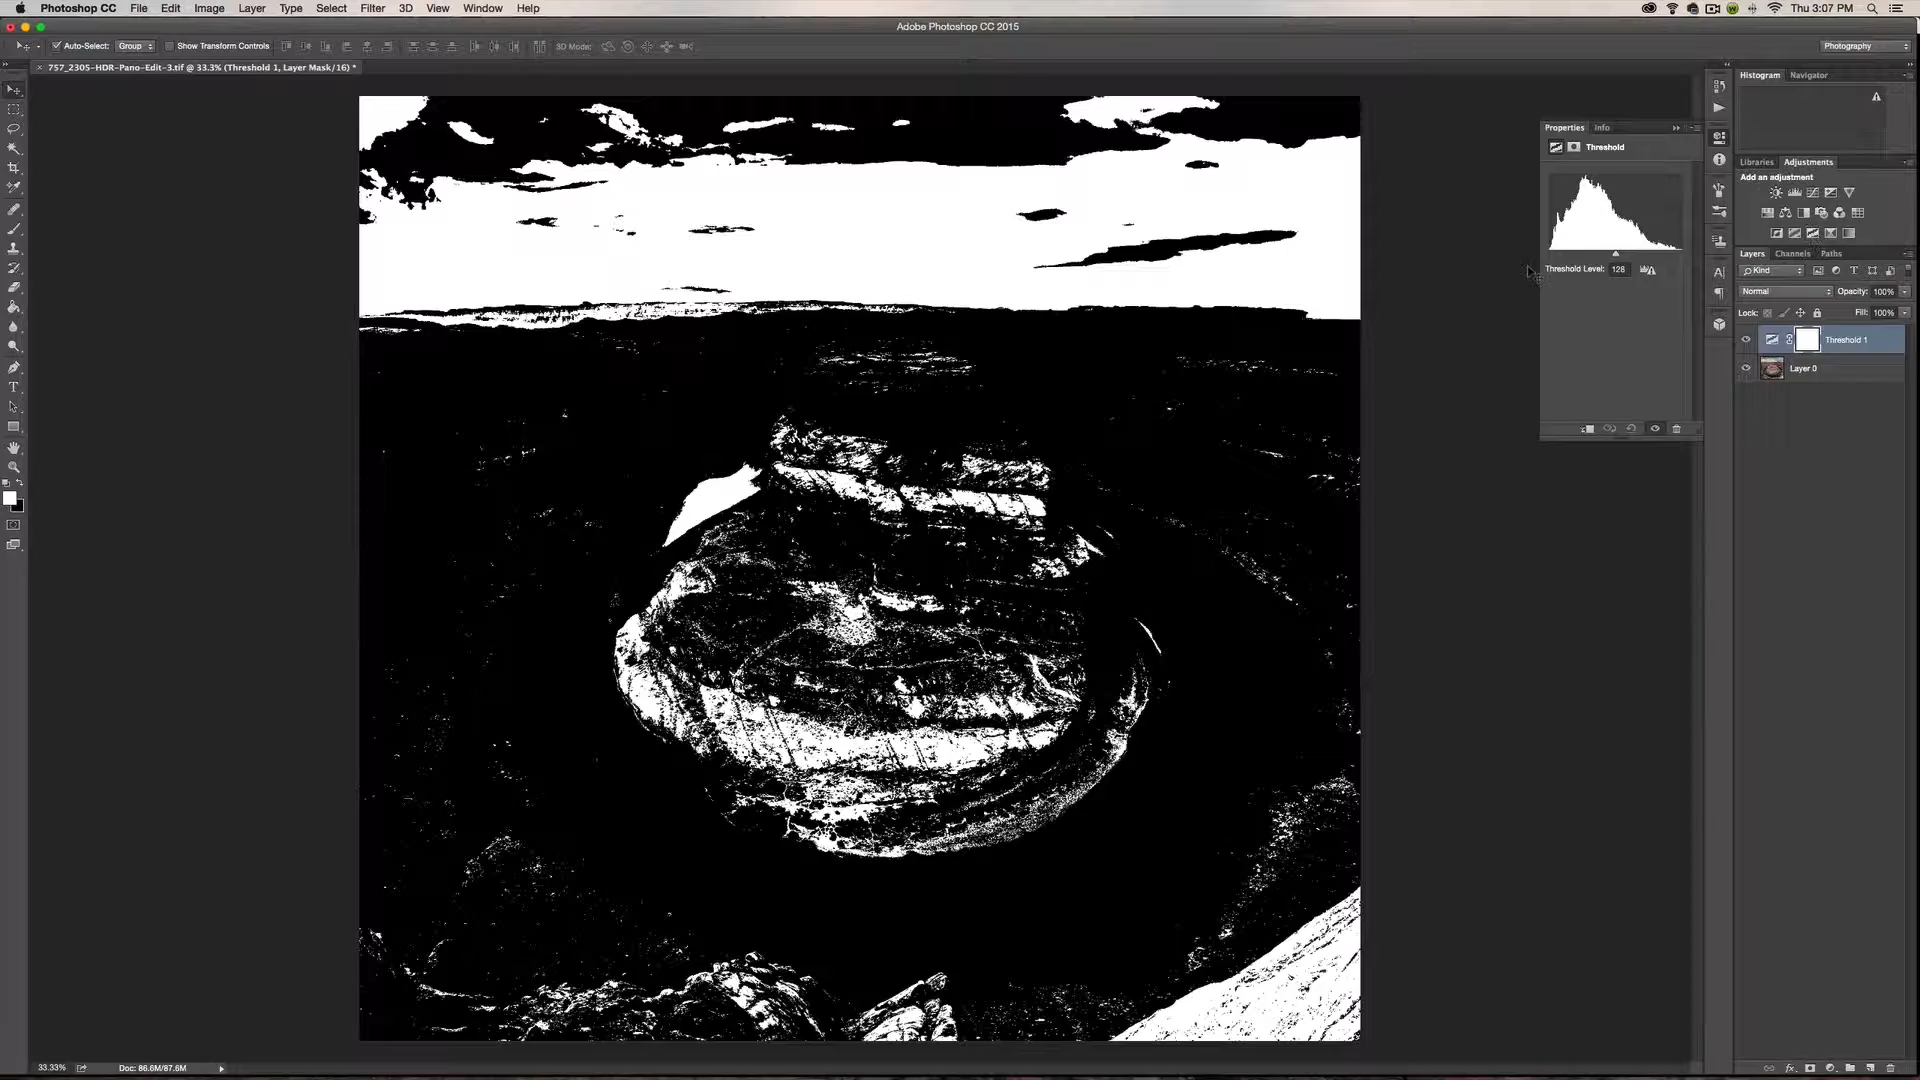 Photoshop CC File Edit Image Layer Type Select Filter 3D View Window Help Thu 3:07 PM
Adobe Photoshop CC 2015
Auto-Select: Group Show Transform Controls 3D Mode: Photography
757_2305-HDR-Pano-Edit-3.tif @ 33.3% (Threshold 1, Layer Mask/16) *
Histogram Navigator
Properties Info
Threshold
Libraries Adjustments
Add an adjustment
Threshold Level: 128
Layers Channels Paths
Kind
Normal Opacity: 100%
Lock: Fill: 100%
Threshold 1
Layer 0
33.33% Doc: 86.6M/87.6M